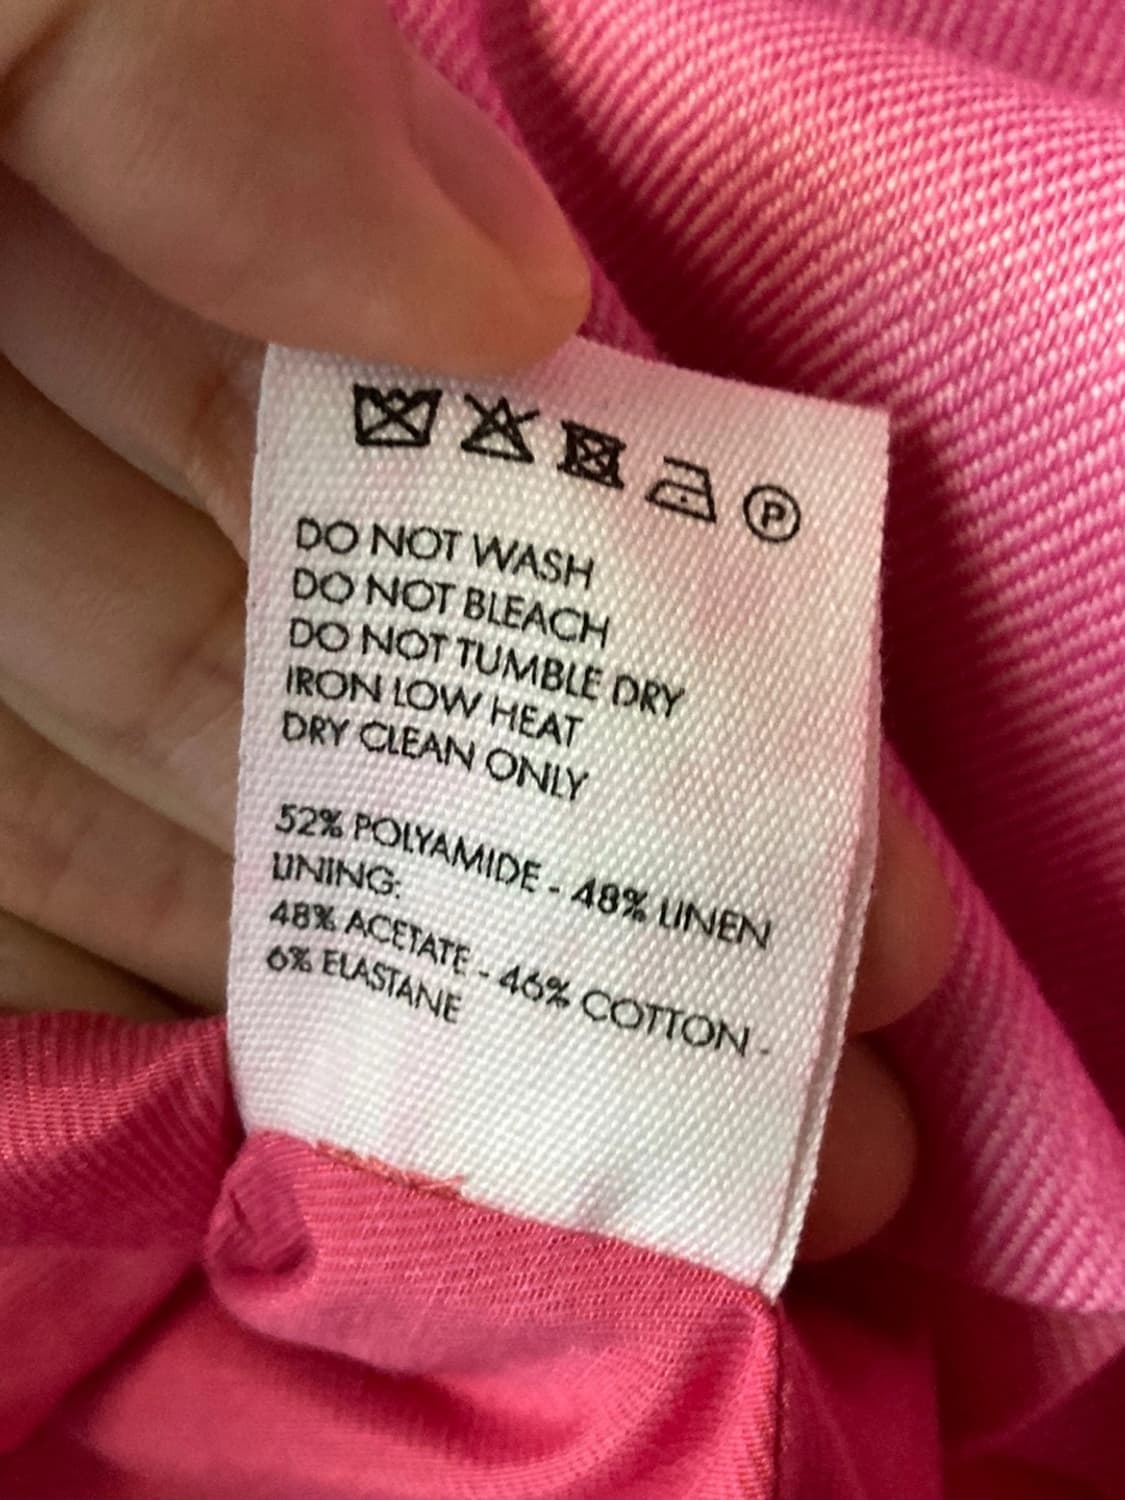 P
DO NOT WASH
DO NOT BLEACH
DO NOT TUMBLE DRY
IRON LOW HEAT
DRY CLEAN ONLY
52% POLYAMIDE - 48% LINEN
LINING:
48% ACETATE - 46% COTTON -
6% ELASTANE